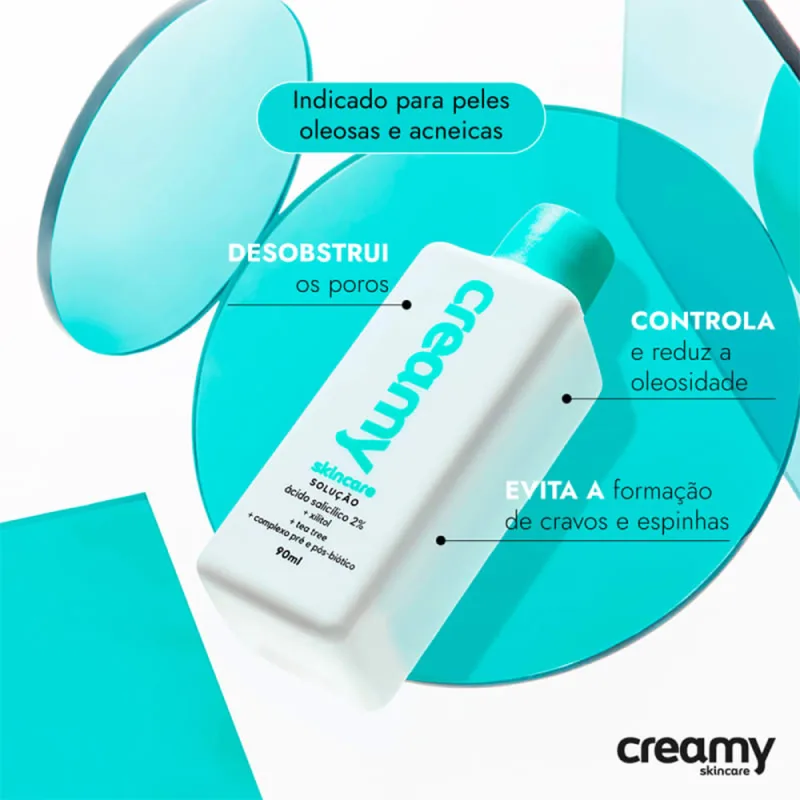 Indicado para peles
oleosas e acneicas
DESOBSTRUI
os poros
CONTROLA
e reduz a
oleosidade
EVITA A formação
de cravos e espinhas
creamy
skincare
SOLUÇÃO
ácido salicílico 2%
+ xilitol
+ tea tree
+ complexo pré e pós-biótico
90ml
creamy
skincare